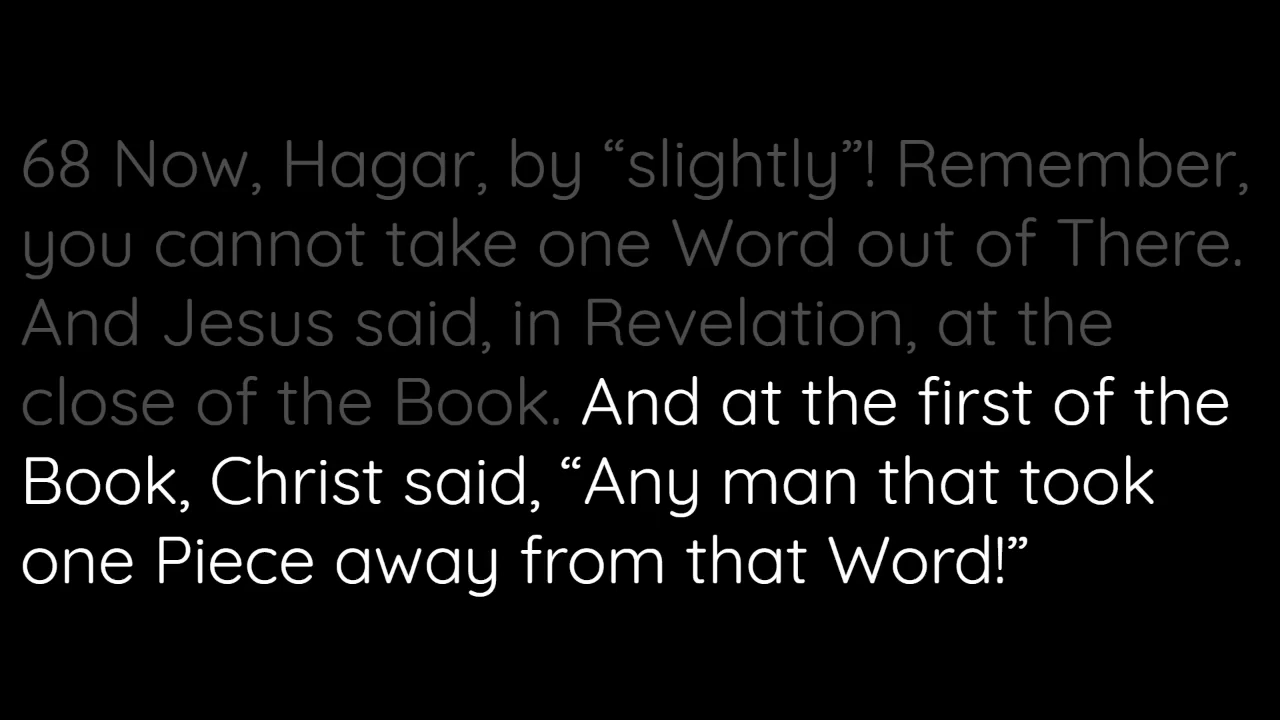 68 Now, Hagar, by “slightly”! Remember,
you cannot take one Word out of There.
And Jesus said, in Revelation, at the
close of the Book. And at the first of the
Book, Christ said, “Any man that took
one Piece away from that Word!”